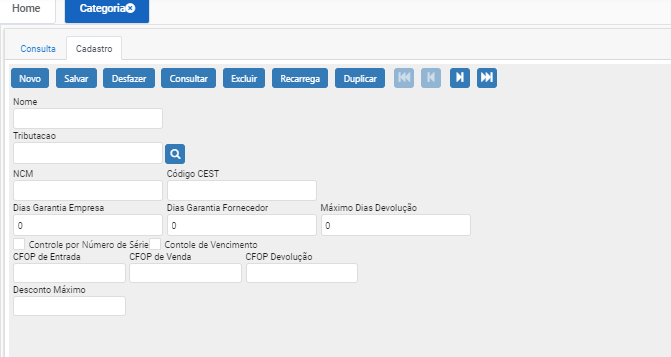 Home Categoria
Consulta Cadastro
Novo Salvar Desfazer Consultar Excluir Recarrega Duplicar
Nome
Tributacao
NCM Código CEST
Dias Garantia Empresa Dias Garantia Fornecedor Máximo Dias Devolução
0 0 0
Controle por Número de Série Contole de Vencimento
CFOP de Entrada CFOP de Venda CFOP Devolução
Desconto Máximo